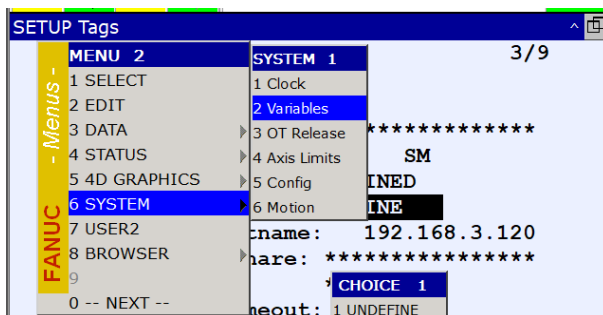 SETUP Tags
3/9
FANUC - Menus -
MENU 2
1 SELECT
2 EDIT
3 DATA
4 STATUS
5 4D GRAPHICS
6 SYSTEM
7 USER2
8 BROWSER
9
0 -- NEXT --
SYSTEM 1
1 Clock
2 Variables
3 OT Release
4 Axis Limits
5 Config
6 Motion
*************
SM
INED
INE
tname: 192.168.3.120
hare: ****************
*
meout:
CHOICE 1
1 UNDEFINE